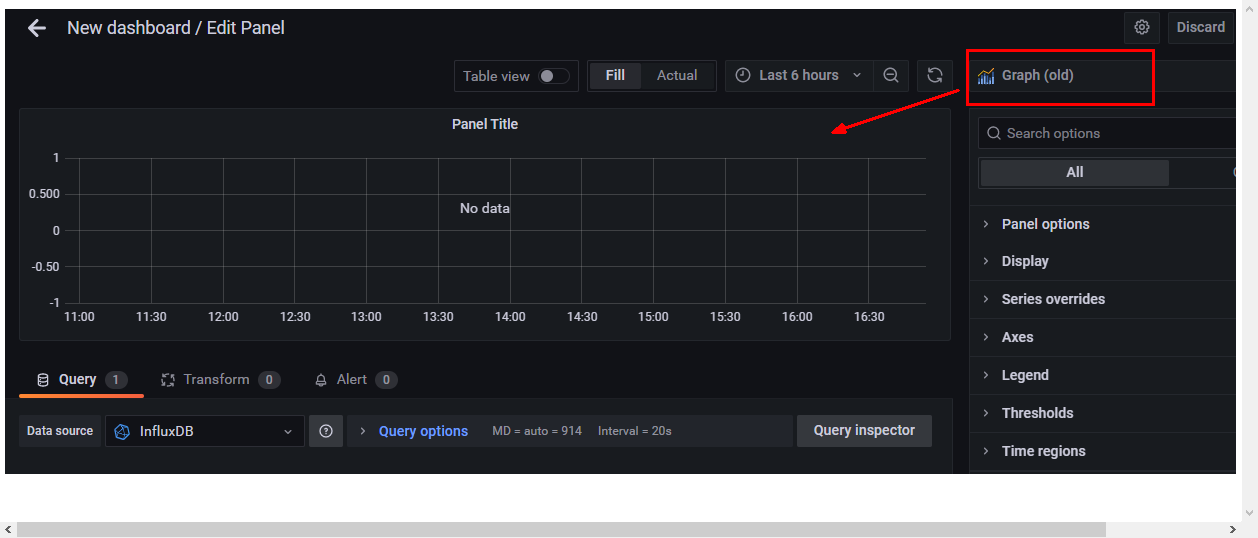 New dashboard / Edit Panel
Discard
Table view Fill Actual Last 6 hours
Graph (old)
Panel Title
Search options
All
1
0.500
0
-0.50
-1
No data
11:00 11:30 12:00 12:30 13:00 13:30 14:00 14:30 15:00 15:30 16:00 16:30
Panel options
Display
Series overrides
Axes
Legend
Thresholds
Time regions
Query 1 Transform 0 Alert 0
Data source InfluxDB Query options MD = auto = 914 Interval = 20s Query inspector